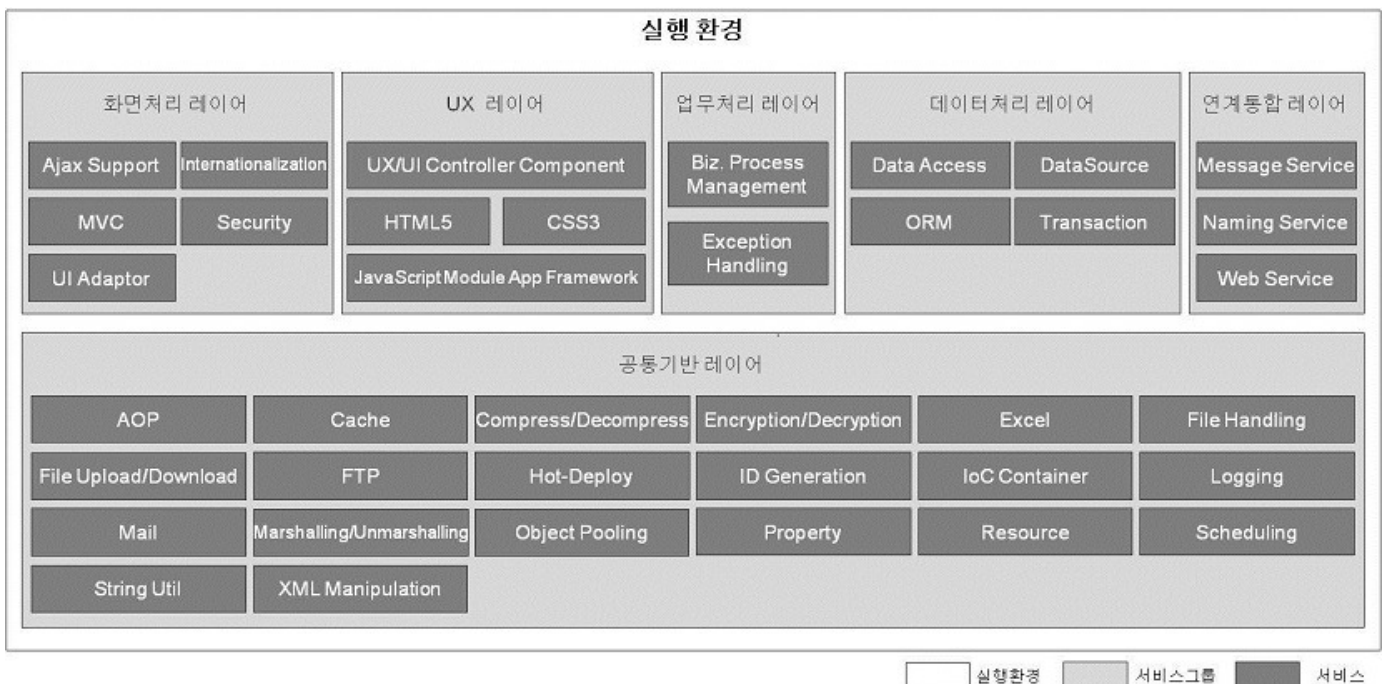 실행 환경
화면처리 레이어
Ajax Support
Internationalization
MVC
Security
UI Adaptor
UX 레이어
UX/UI Controller Component
HTML5
CSS3
JavaScript Module App Framework
업무처리 레이어
Biz. Process
Management
Exception
Handling
데이터처리 레이어
Data Access
DataSource
ORM
Transaction
연계통합 레이어
Message Service
Naming Service
Web Service
공통기반 레이어
AOP
Cache
Compress/Decompress
Encryption/Decryption
Excel
File Handling
File Upload/Download
FTP
Hot-Deploy
ID Generation
IoC Container
Logging
Mail
Marshalling/Unmarshalling
Object Pooling
Property
Resource
Scheduling
String Util
XML Manipulation
실행환경
서비스그룹
서비스